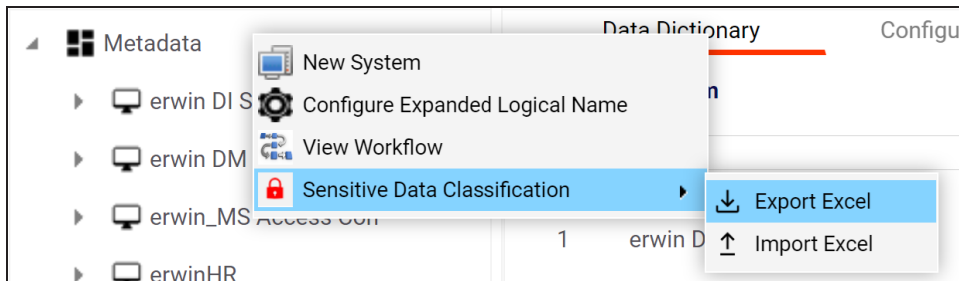 Metadata
Data Dictionary
Configu
New System
erwin DI S
Configure Expanded Logical Name
View Workflow
erwin DM
Sensitive Data Classification
Export Excel
erwin_MS Access Con
1 erwin D
Import Excel
erwinHR